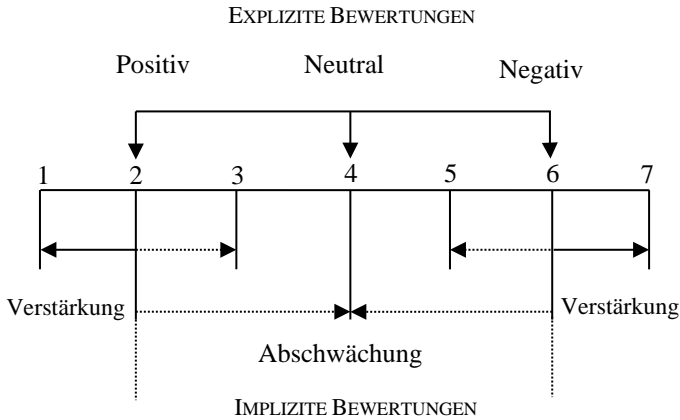 EXPLIZITE BEWERTUNGEN
Positiv Neutral Negativ
1 2 3 4 5 6 7
Verstärkung Verstärkung
Abschwächung
IMPLIZITE BEWERTUNGEN